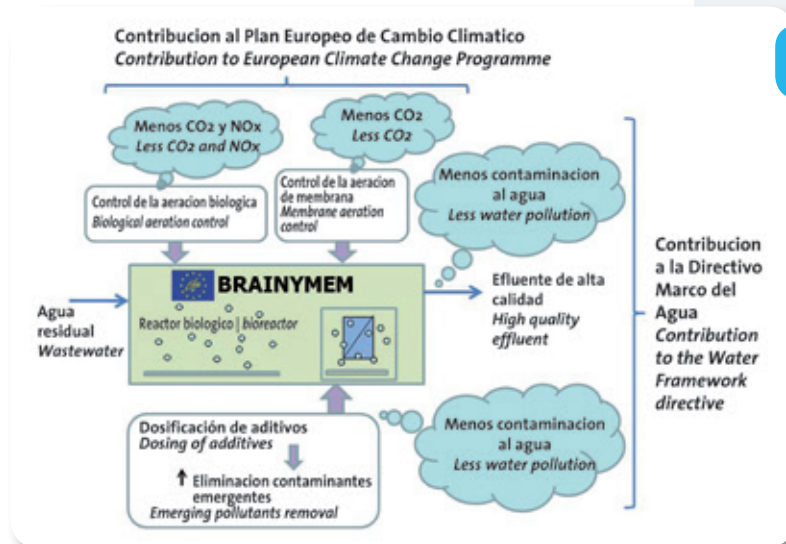 Contribucion al Plan Europeo de Cambio Climatico
Contribution to European Climate Change Programme
Menos CO2 y NOx
Less CO2 and NOx
Menos CO2
Less CO2
Menos contaminacion
al agua
Less water pollution
Control de la aeracion biologica
Biological aeration control
Control de la aeracion
de membrana
Membrane aeration
control
BRAINYMEM
Agua
residual
Wastewater
Reactor biologico | bioreactor
Efluente de alta
calidad
High quality
effluent
Contribucion
a la Directivo
Marco del
Agua
Contribution
to the Water
Framework
directive
Dosificación de aditivos
Dosing of additives
Eliminacion contaminantes
emergentes
Emerging pollutants removal
Menos contaminacion
al agua
Less water pollution